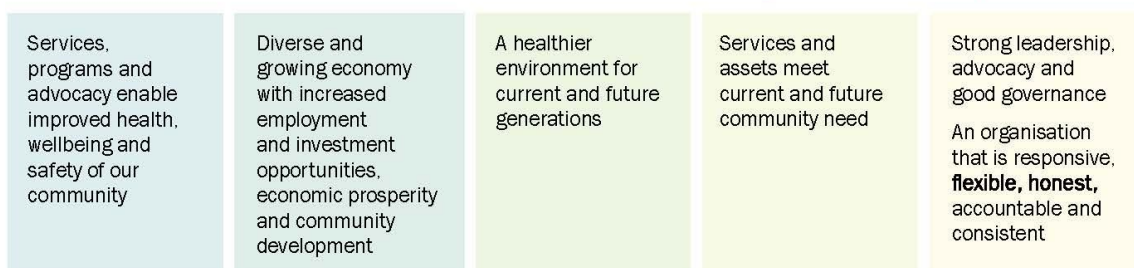 Services,
programs and
advocacy enable
improved health,
wellbeing and
safety of our
community
Diverse and
growing economy
with increased
employment
and investment
opportunities,
economic prosperity
and community
development
A healthier
environment for
current and future
generations
Services and
assets meet
current and future
community need
Strong leadership,
advocacy and
good governance
An organisation
that is responsive,
flexible, honest,
accountable and
consistent